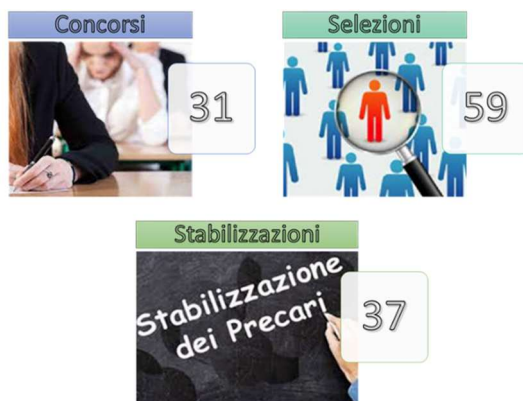 Concorsi
31
Selezioni
59
Stabilizzazioni
Stabilizzazione
dei Precari
37